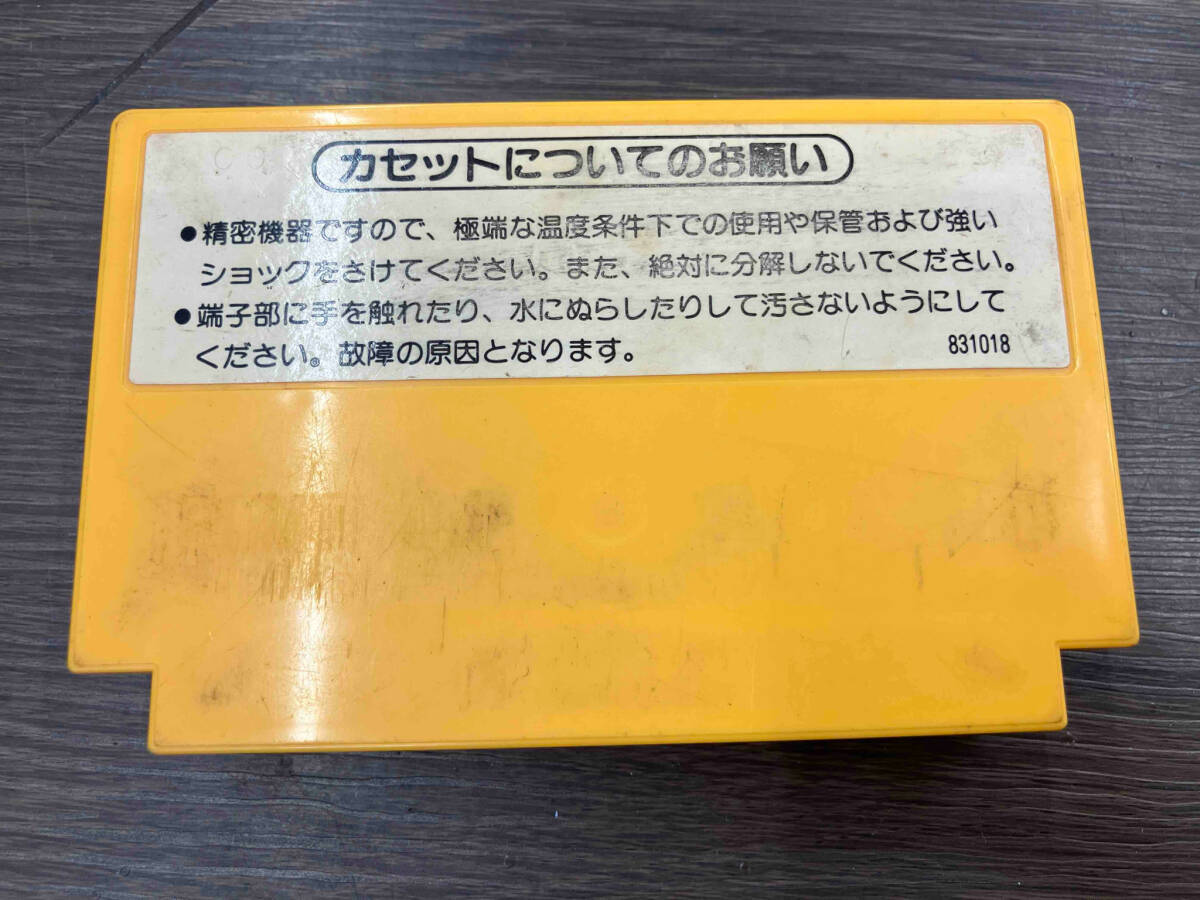 カセットについてのお願い
●精密機器ですので、極端な温度条件下での使用や保管および強い
ショックをさけてください。また、絶対に分解しないでください。
●端子部に手を触れたり、水にぬらしたりして汚さないようにして
ください。故障の原因となります。 831018